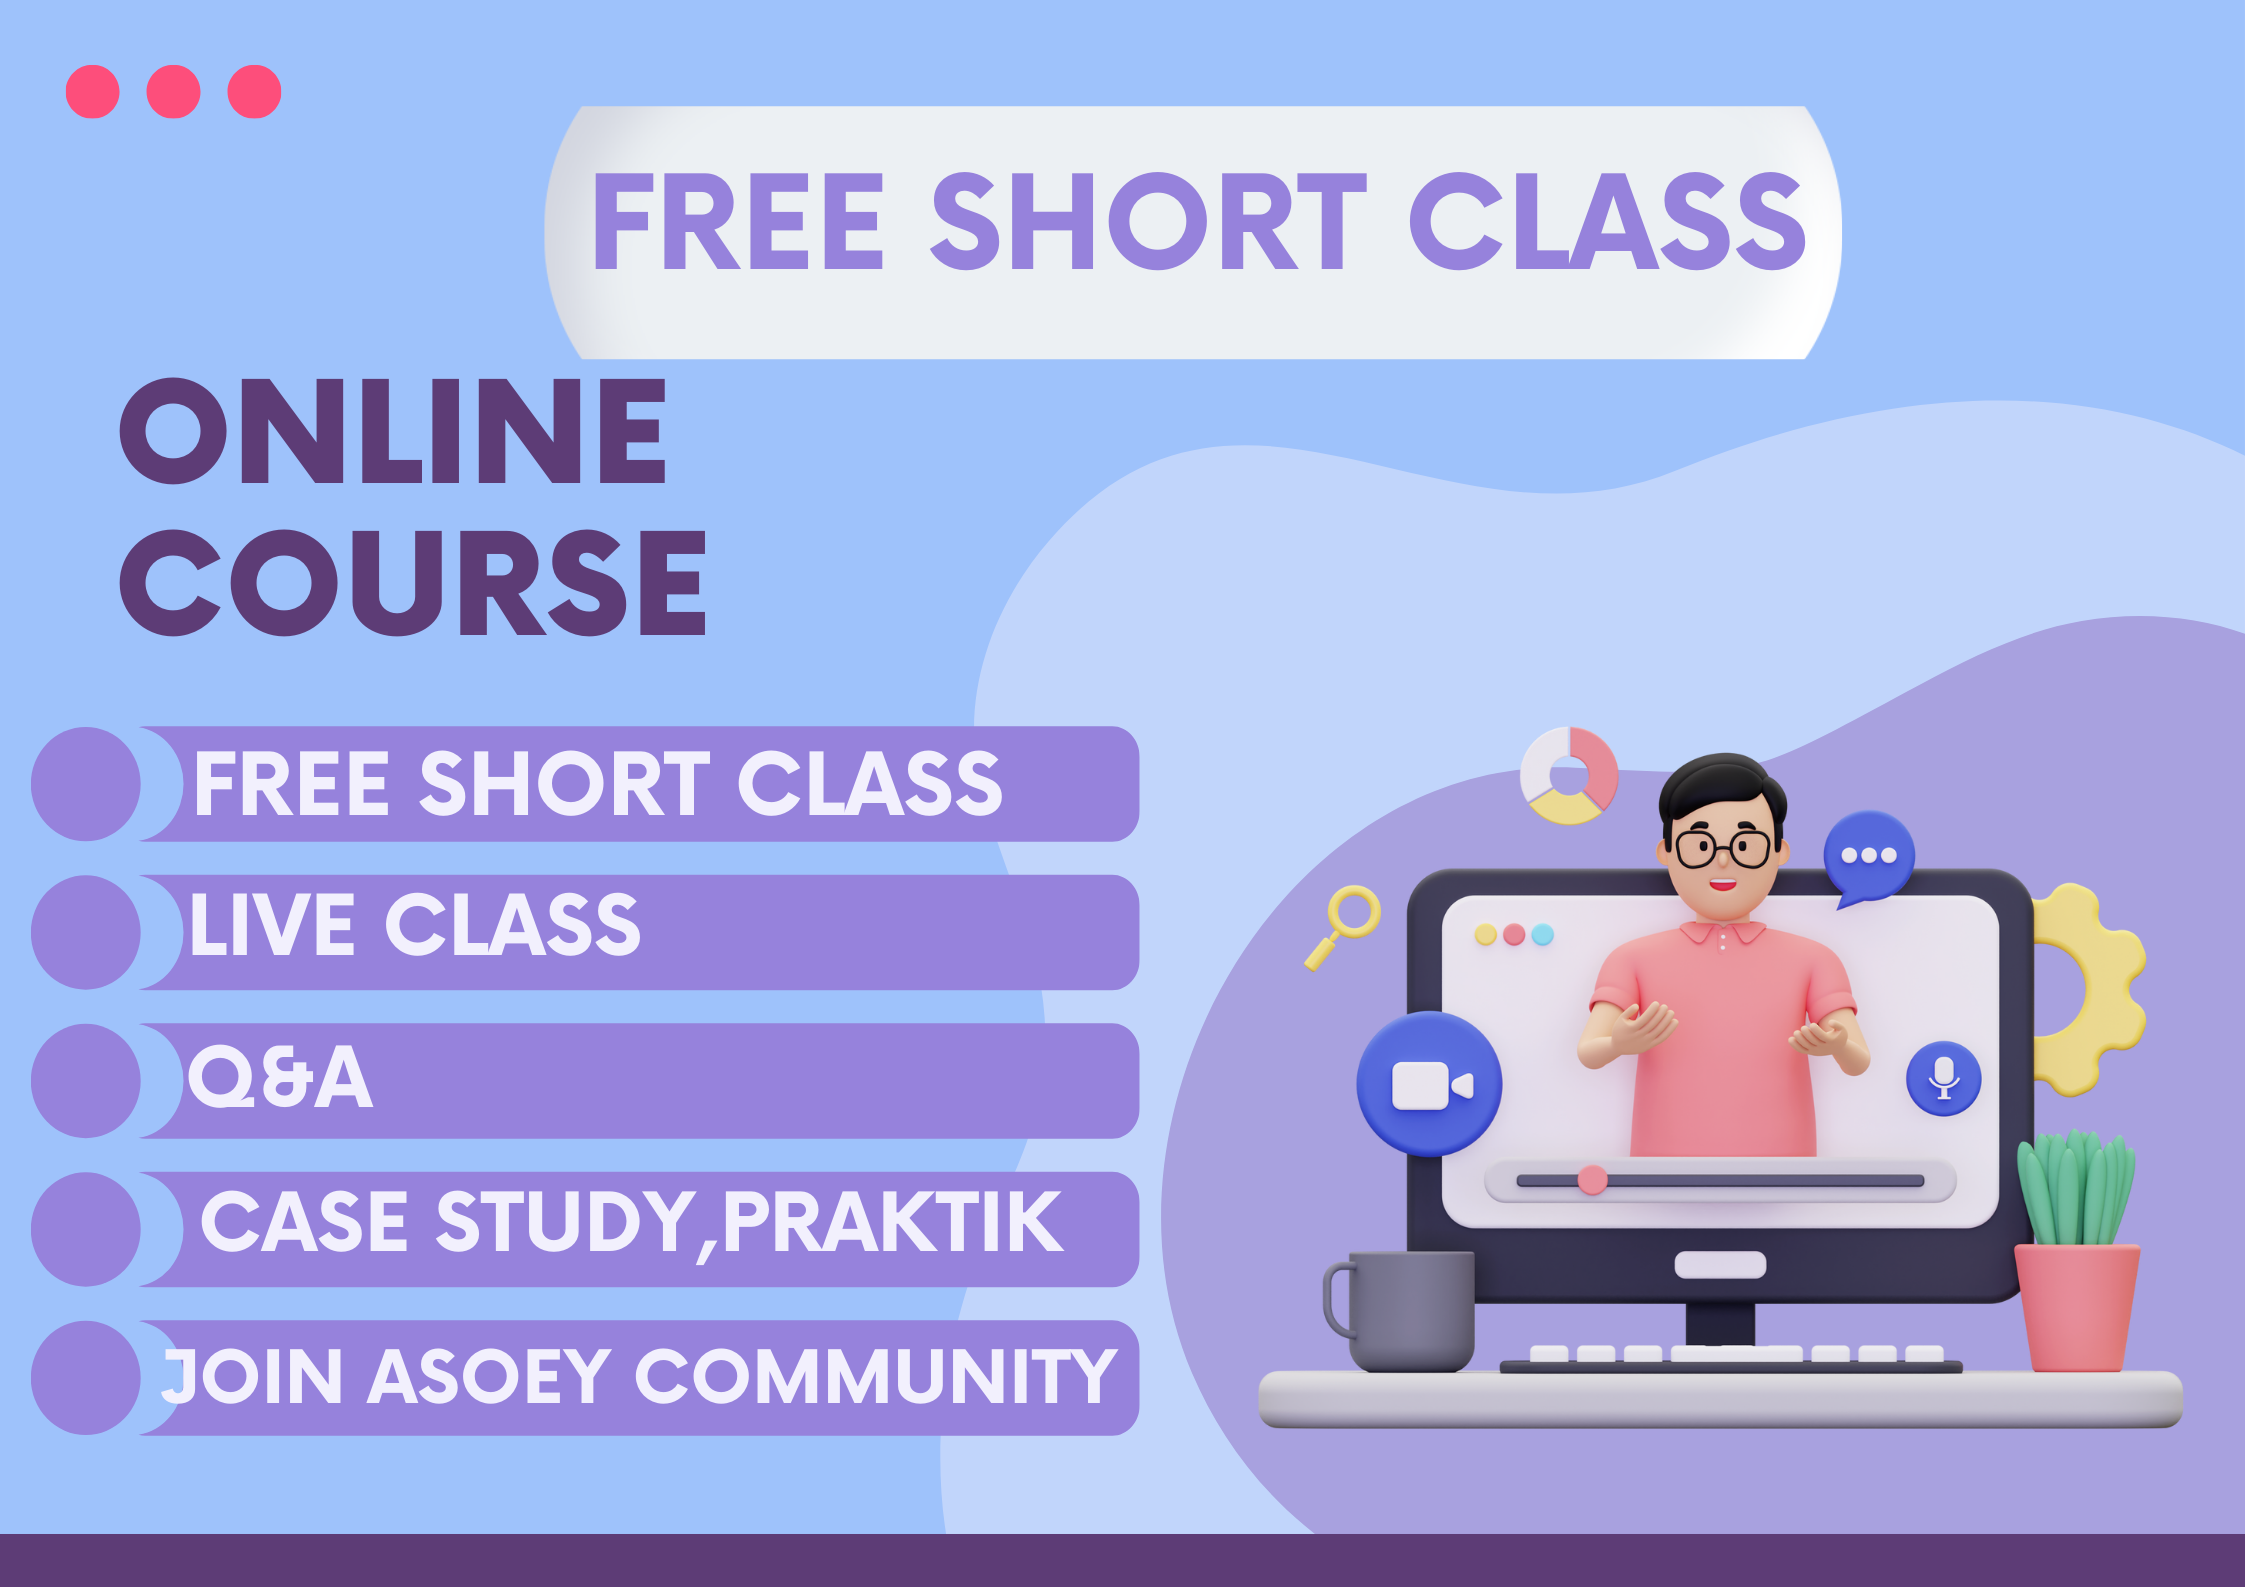 FREE SHORT CLASS
ONLINE
COURSE
FREE SHORT CLASS
LIVE CLASS
Q&A
CASE STUDY,PRAKTIK
JOIN ASOEY COMMUNITY